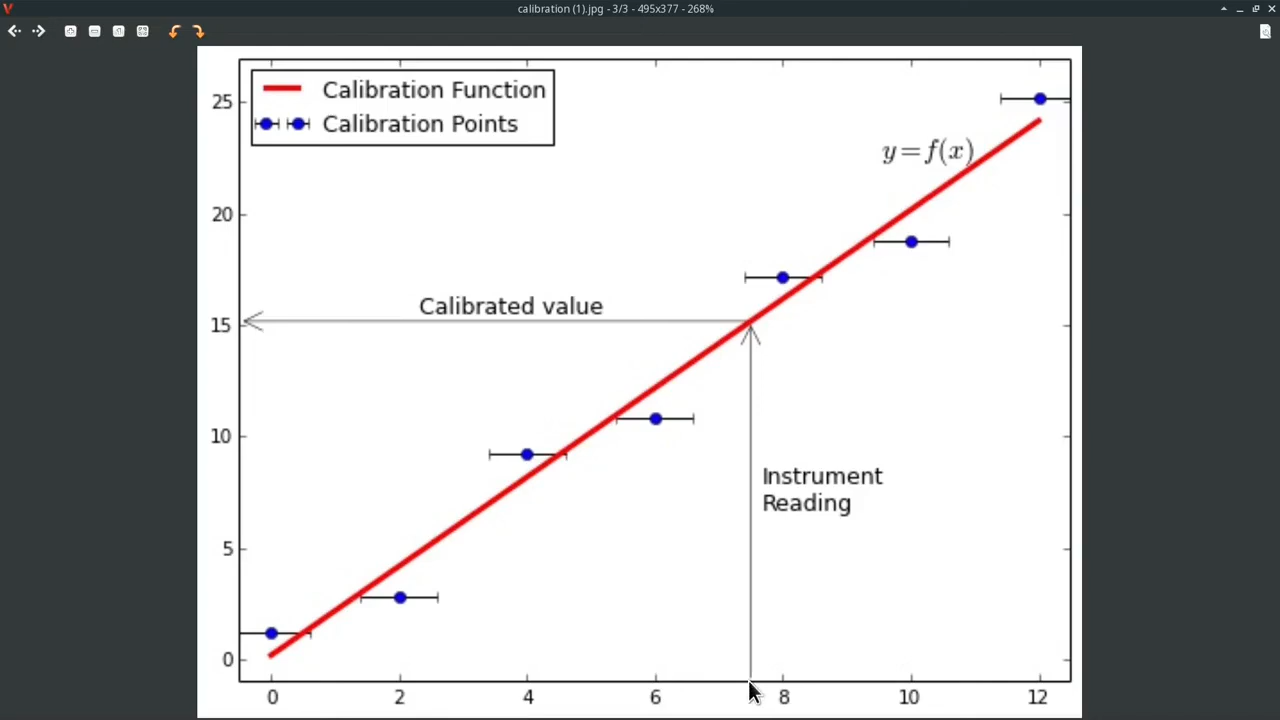 calibration (1).jpg - 3/3 - 495x377 - 268%
Calibration Function
Calibration Points
y=f(x)
Calibrated value
Instrument
Reading
25
20
15
10
5
0
0 2 4 6 8 10 12